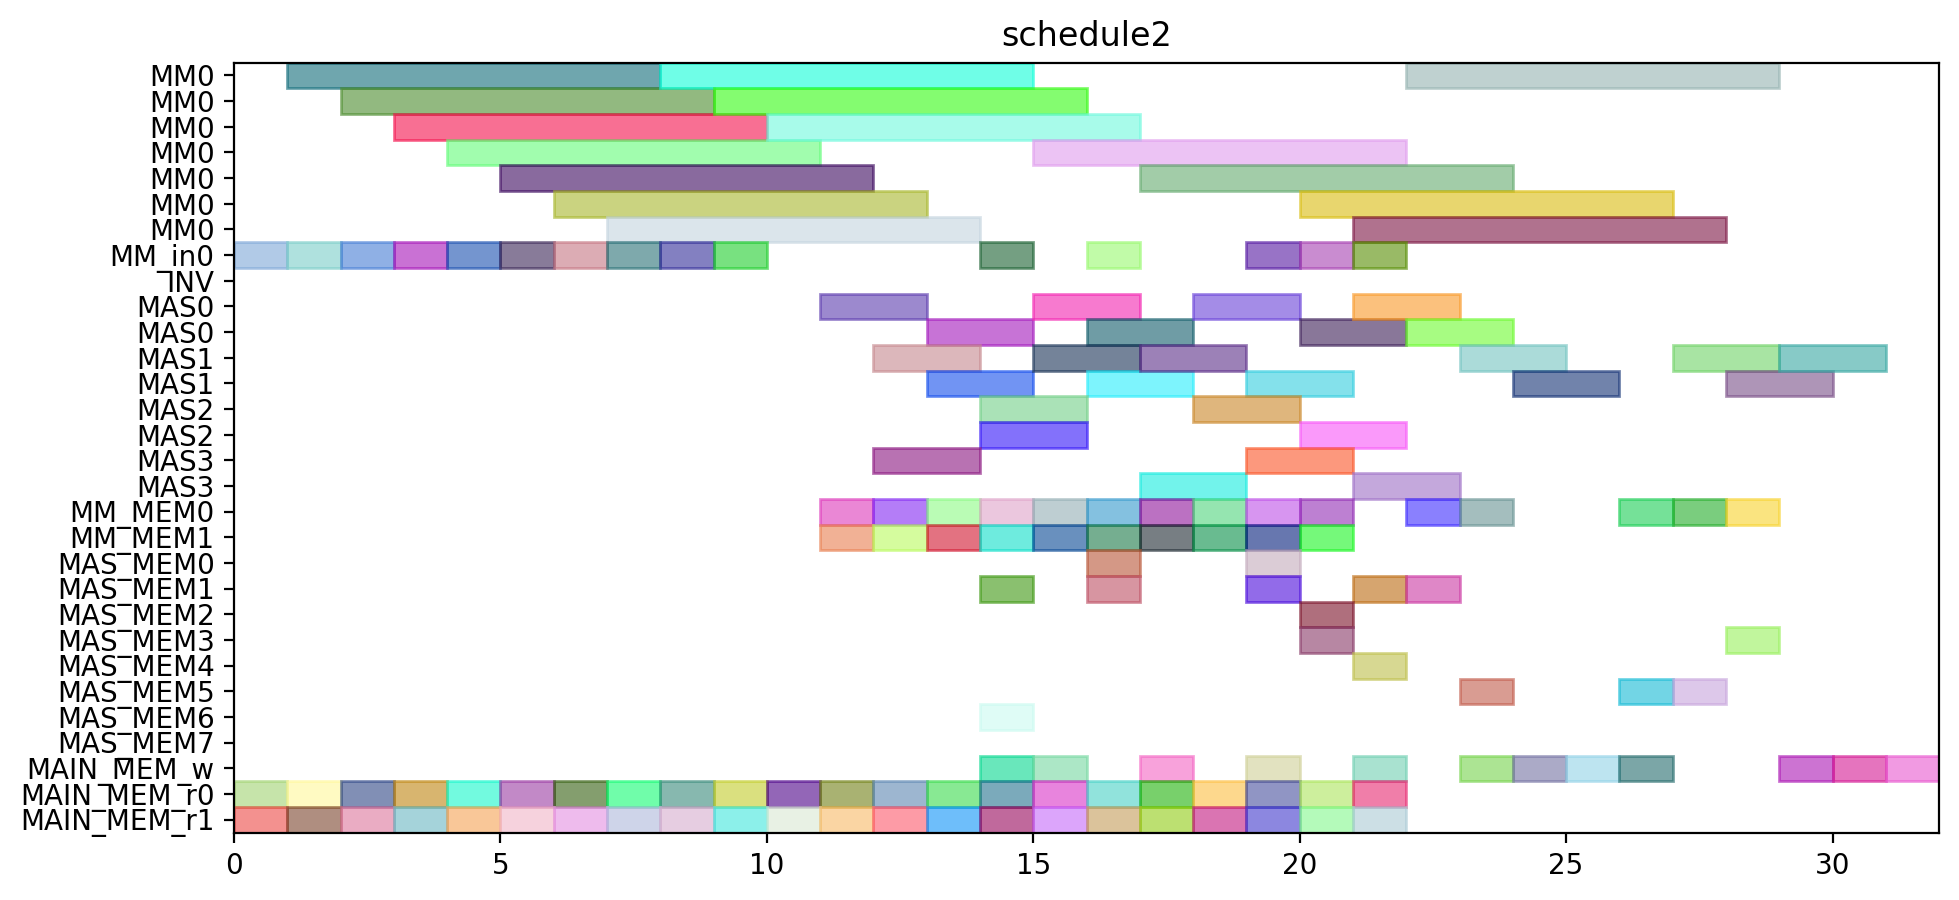 schedule2
MM0
MM0
MM0
MM0
MM0
MM0
MM0
MM_in0
INV
MAS0
MAS0
MAS1
MAS1
MAS2
MAS2
MAS3
MAS3
MM_MEM0
MM_MEM1
MAS_MEM0
MAS_MEM1
MAS_MEM2
MAS_MEM3
MAS_MEM4
MAS_MEM5
MAS_MEM6
MAS_MEM7
MAIN_MEM_w
MAIN_MEM_r0
MAIN_MEM_r1
0 5 10 15 20 25 30